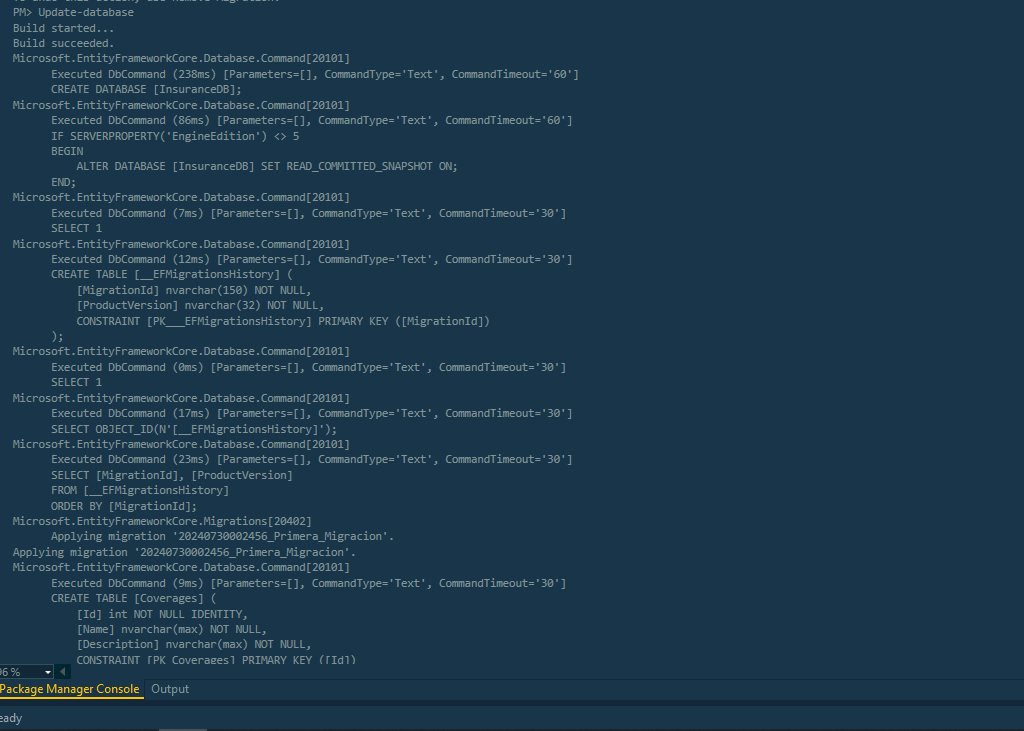 PM> Update-database
Build started...
Build succeeded.
Microsoft.EntityFrameworkCore.Database.Command[20101]
Executed DbCommand (238ms) [Parameters=[], CommandType='Text', CommandTimeout='60']
CREATE DATABASE [InsuranceDB];
Microsoft.EntityFrameworkCore.Database.Command[20101]
Executed DbCommand (86ms) [Parameters=[], CommandType='Text', CommandTimeout='60']
IF SERVERPROPERTY('EngineEdition') <> 5
BEGIN
ALTER DATABASE [InsuranceDB] SET READ_COMMITTED_SNAPSHOT ON;
END;
Microsoft.EntityFrameworkCore.Database.Command[20101]
Executed DbCommand (7ms) [Parameters=[], CommandType='Text', CommandTimeout='30']
SELECT 1
Microsoft.EntityFrameworkCore.Database.Command[20101]
Executed DbCommand (12ms) [Parameters=[], CommandType='Text', CommandTimeout='30']
CREATE TABLE [__EFMigrationsHistory] (
[MigrationId] nvarchar(150) NOT NULL,
[ProductVersion] nvarchar(32) NOT NULL,
CONSTRAINT [PK___EFMigrationsHistory] PRIMARY KEY ([MigrationId])
);
Microsoft.EntityFrameworkCore.Database.Command[20101]
Executed DbCommand (0ms) [Parameters=[], CommandType='Text', CommandTimeout='30']
SELECT 1
Microsoft.EntityFrameworkCore.Database.Command[20101]
Executed DbCommand (17ms) [Parameters=[], CommandType='Text', CommandTimeout='30']
SELECT OBJECT_ID(N'[__EFMigrationsHistory]');
Microsoft.EntityFrameworkCore.Database.Command[20101]
Executed DbCommand (23ms) [Parameters=[], CommandType='Text', CommandTimeout='30']
SELECT [MigrationId], [ProductVersion]
FROM [__EFMigrationsHistory]
ORDER BY [MigrationId];
Microsoft.EntityFrameworkCore.Migrations[20402]
Applying migration '20240730002456_Primera_Migracion'.
Applying migration '20240730002456_Primera_Migracion'.
Microsoft.EntityFrameworkCore.Database.Command[20101]
Executed DbCommand (9ms) [Parameters=[], CommandType='Text', CommandTimeout='30']
CREATE TABLE [Coverages] (
[Id] int NOT NULL IDENTITY,
[Name] nvarchar(max) NOT NULL,
[Description] nvarchar(max) NOT NULL,
CONSTRAINT [PK_Coverages] PRIMARY KEY ([Id])
96 %
Package Manager Console Output
eady